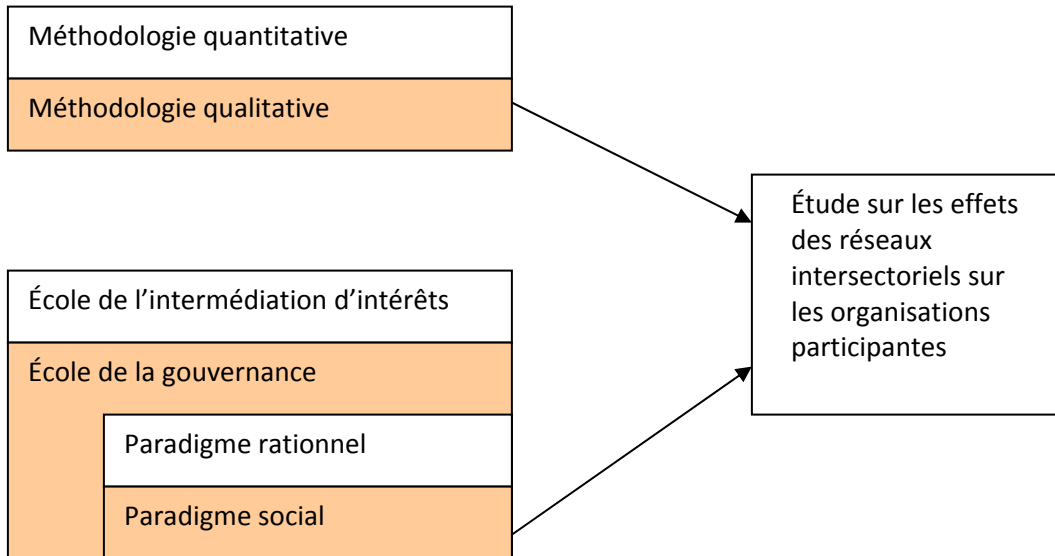 Méthodologie quantitative
Méthodologie qualitative
Étude sur les effets
des réseaux
intersectoriels sur
les organisations
participantes
École de l’intermédiation d’intérêts
École de la gouvernance
Paradigme rationnel
Paradigme social